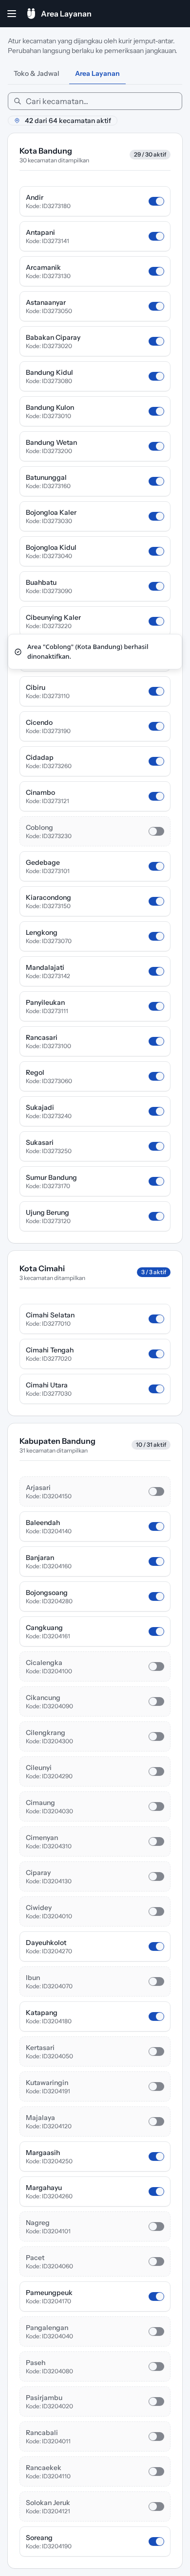 Area Layanan
Atur kecamatan yang dijangkau oleh kurir jemput-antar.
Perubahan langsung berlaku ke pemeriksaan jangkauan.
Toko & Jadwal
Area Layanan
Cari kecamatan...
42 dari 64 kecamatan aktif
Kota Bandung
29 / 30 aktif
30 kecamatan ditampilkan
Andir
Kode: ID3273180
Antapani
Kode: ID3273141
Arcamanik
Kode: ID3273130
Astanaanyar
Kode: ID3273050
Babakan Ciparay
Kode: ID3273020
Bandung Kidul
Kode: ID3273080
Bandung Kulon
Kode: ID3273010
Bandung Wetan
Kode: ID3273200
Batununggal
Kode: ID3273160
Bojongloa Kaler
Kode: ID3273030
Bojongloa Kidul
Kode: ID3273040
Buahbatu
Kode: ID3273090
Cibeunying Kaler
Kode: ID3273220
Area "Coblong" (Kota Bandung) berhasil
dinonaktifkan.
Cibiru
Kode: ID3273110
Cicendo
Kode: ID3273190
Cidadap
Kode: ID3273260
Cinambo
Kode: ID3273121
Coblong
Kode: ID3273230
Gedebage
Kode: ID3273101
Kiaracondong
Kode: ID3273150
Lengkong
Kode: ID3273070
Mandalajati
Kode: ID3273142
Panyileukan
Kode: ID3273111
Rancasari
Kode: ID3273100
Regol
Kode: ID3273060
Sukajadi
Kode: ID3273240
Sukasari
Kode: ID3273250
Sumur Bandung
Kode: ID3273170
Ujung Berung
Kode: ID3273120
Kota Cimahi
3 / 3 aktif
3 kecamatan ditampilkan
Cimahi Selatan
Kode: ID3277010
Cimahi Tengah
Kode: ID3277020
Cimahi Utara
Kode: ID3277030
Kabupaten Bandung
10 / 31 aktif
31 kecamatan ditampilkan
Arjasari
Kode: ID3204150
Baleendah
Kode: ID3204140
Banjaran
Kode: ID3204160
Bojongsoang
Kode: ID3204280
Cangkuang
Kode: ID3204161
Cicalengka
Kode: ID3204100
Cikancung
Kode: ID3204090
Cilengkrang
Kode: ID3204300
Cileunyi
Kode: ID3204290
Cimaung
Kode: ID3204030
Cimenyan
Kode: ID3204310
Ciparay
Kode: ID3204130
Ciwidey
Kode: ID3204010
Dayeuhkolot
Kode: ID3204270
Ibun
Kode: ID3204070
Katapang
Kode: ID3204180
Kertasari
Kode: ID3204050
Kutawaringin
Kode: ID3204191
Majalaya
Kode: ID3204120
Margaasih
Kode: ID3204250
Margahayu
Kode: ID3204260
Nagreg
Kode: ID3204101
Pacet
Kode: ID3204060
Pameungpeuk
Kode: ID3204170
Pangalengan
Kode: ID3204040
Paseh
Kode: ID3204080
Pasirjambu
Kode: ID3204020
Rancabali
Kode: ID3204011
Rancaekek
Kode: ID3204110
Solokan Jeruk
Kode: ID3204121
Soreang
Kode: ID3204190